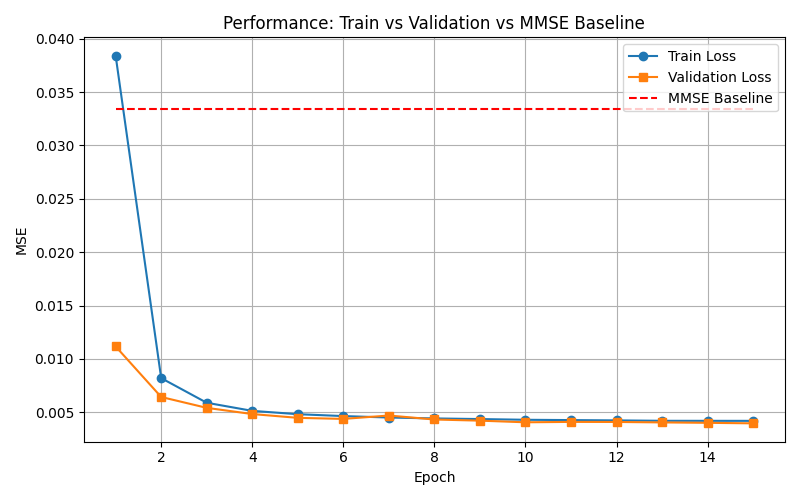 Performance: Train vs Validation vs MMSE Baseline
0.040
0.035
0.030
0.025
0.020
0.015
0.010
0.005
MSE
Train Loss
Validation Loss
MMSE Baseline
2 4 6 8 10 12 14
Epoch